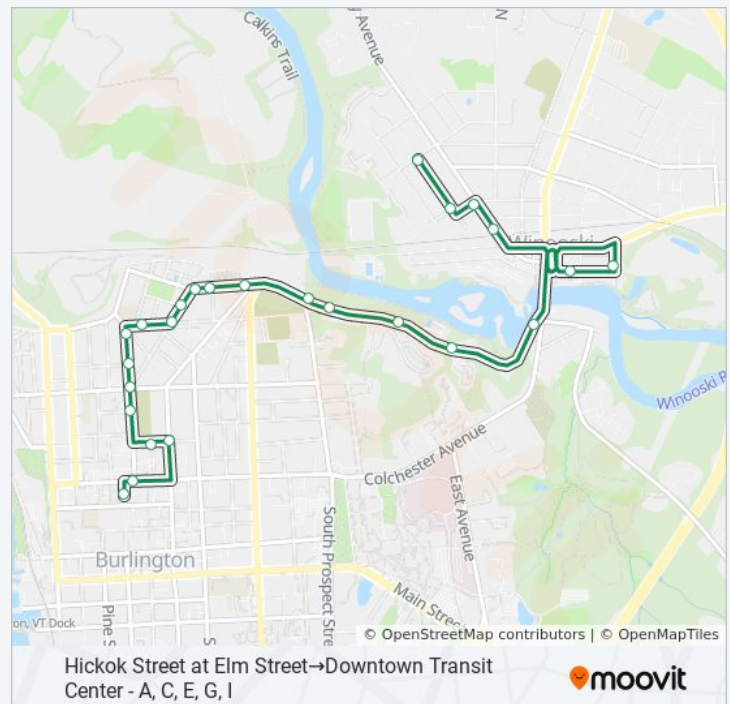 Calkins Trail
g Avenue
N
Winooski
Winooski R
Colchester Avenue
East Avenue
South Prospect Stre
Burlington
Main Stree
on, VT Dock
Pine S
S
© OpenStreetMap contributors | © OpenMapTiles
Hickok Street at Elm Street→Downtown Transit
Center - A, C, E, G, I
moovit